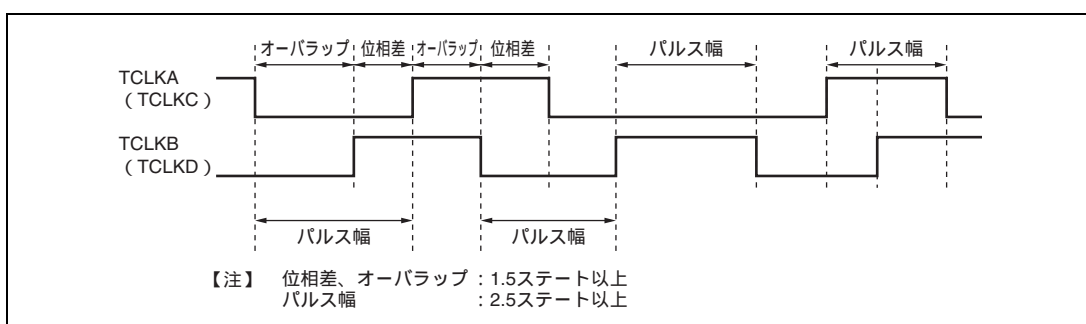 オーバラップ 位相差 オーバラップ 位相差 パルス幅 パルス幅
TCLKA
(TCLKC)
TCLKB
(TCLKD)
パルス幅 パルス幅
【注】 位相差、オーバラップ : 1.5ステート以上
パルス幅 : 2.5ステート以上